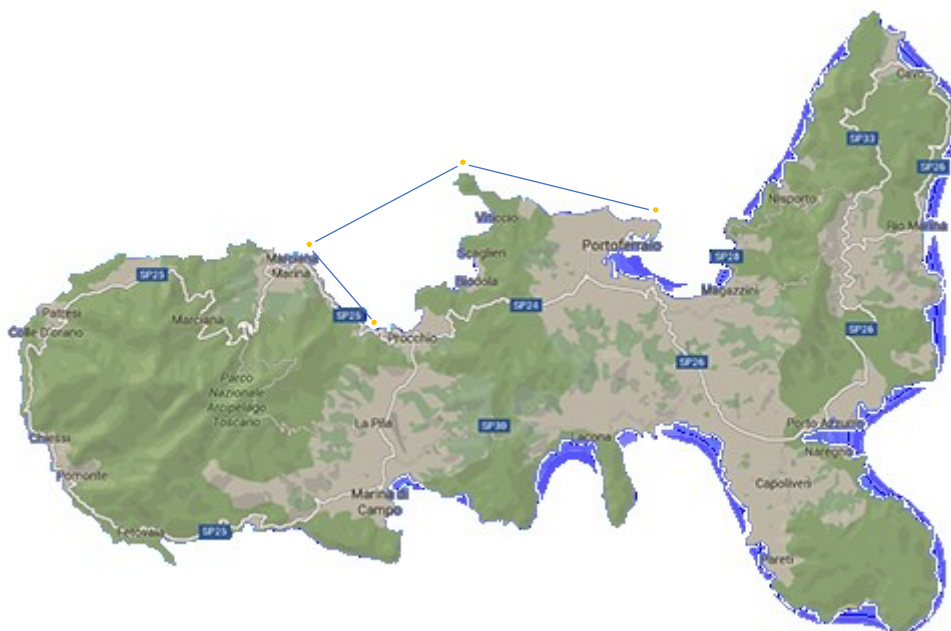 Cavo
SP33
SP26
Nisporto
Viticcio
Rio Marina
Portoferraio
Scaglieri
SP28
Marciana
Marina
SP25
Biodola
Magazzini
SP24
Patresi
Marciana
SP25
Colle D'orano
Procchio
SP26
SP26
Parco
Nazionale
Arcipelago
Toscano
La Pila
SP30
Porto Azzurro
Chiessi
Lacona
Naregno
Pomonte
Capoliveri
Marina di
Campo
Fetovaia
SP25
Pareti